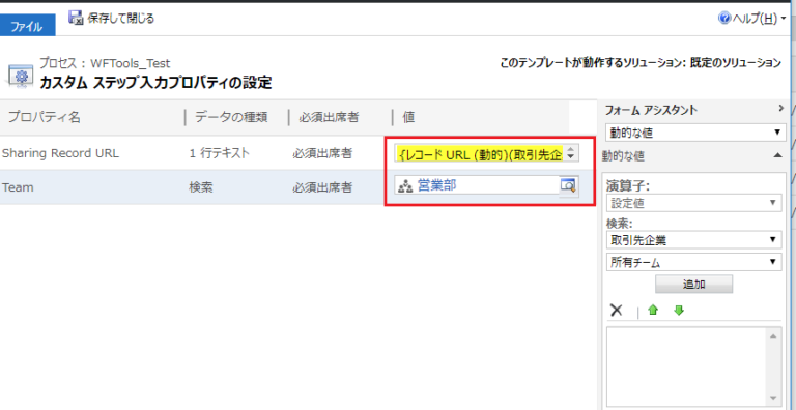 ファイル
保存して閉じる
ヘルプ(H)
プロセス : WFTools_Test
カスタム ステップ入力プロパティの設定
このテンプレートが動作するソリューション: 既定のソリューション
プロパティ名 データの種類 必須出席者 値
Sharing Record URL 1 行テキスト 必須出席者 {レコード URL (動的)(取引先企
Team 検索 必須出席者 営業部
フォーム アシスタント
動的な値
動的な値
演算子:
設定値
検索:
取引先企業
所有チーム
追加